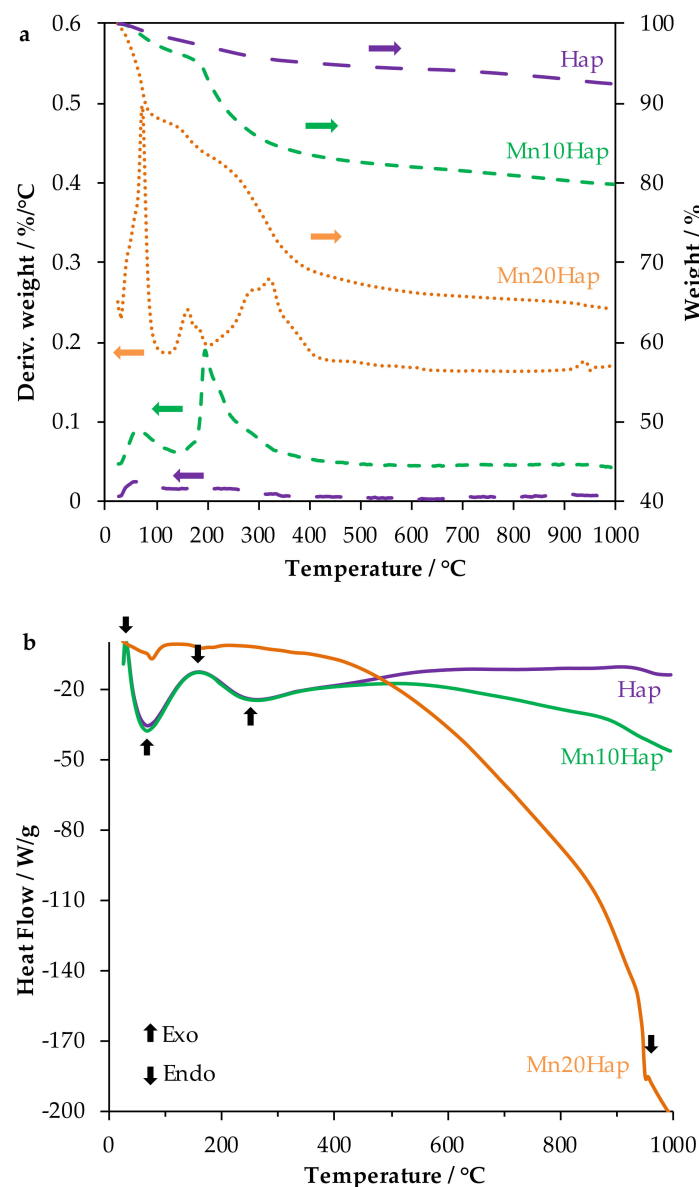 a
0.6
0.5
0.4
0.3
0.2
0.1
0
Deriv. weight / %/°C
100
90
80
70
60
50
40
Weight / %
Hap
Mn10Hap
Mn20Hap
0 100 200 300 400 500 600 700 800 900 1000
Temperature / °C
b
-20
-50
-80
-110
-140
-170
-200
Heat Flow / W/g
Hap
Mn10Hap
Mn20Hap
Exo
Endo
0 200 400 600 800 1000
Temperature / °C